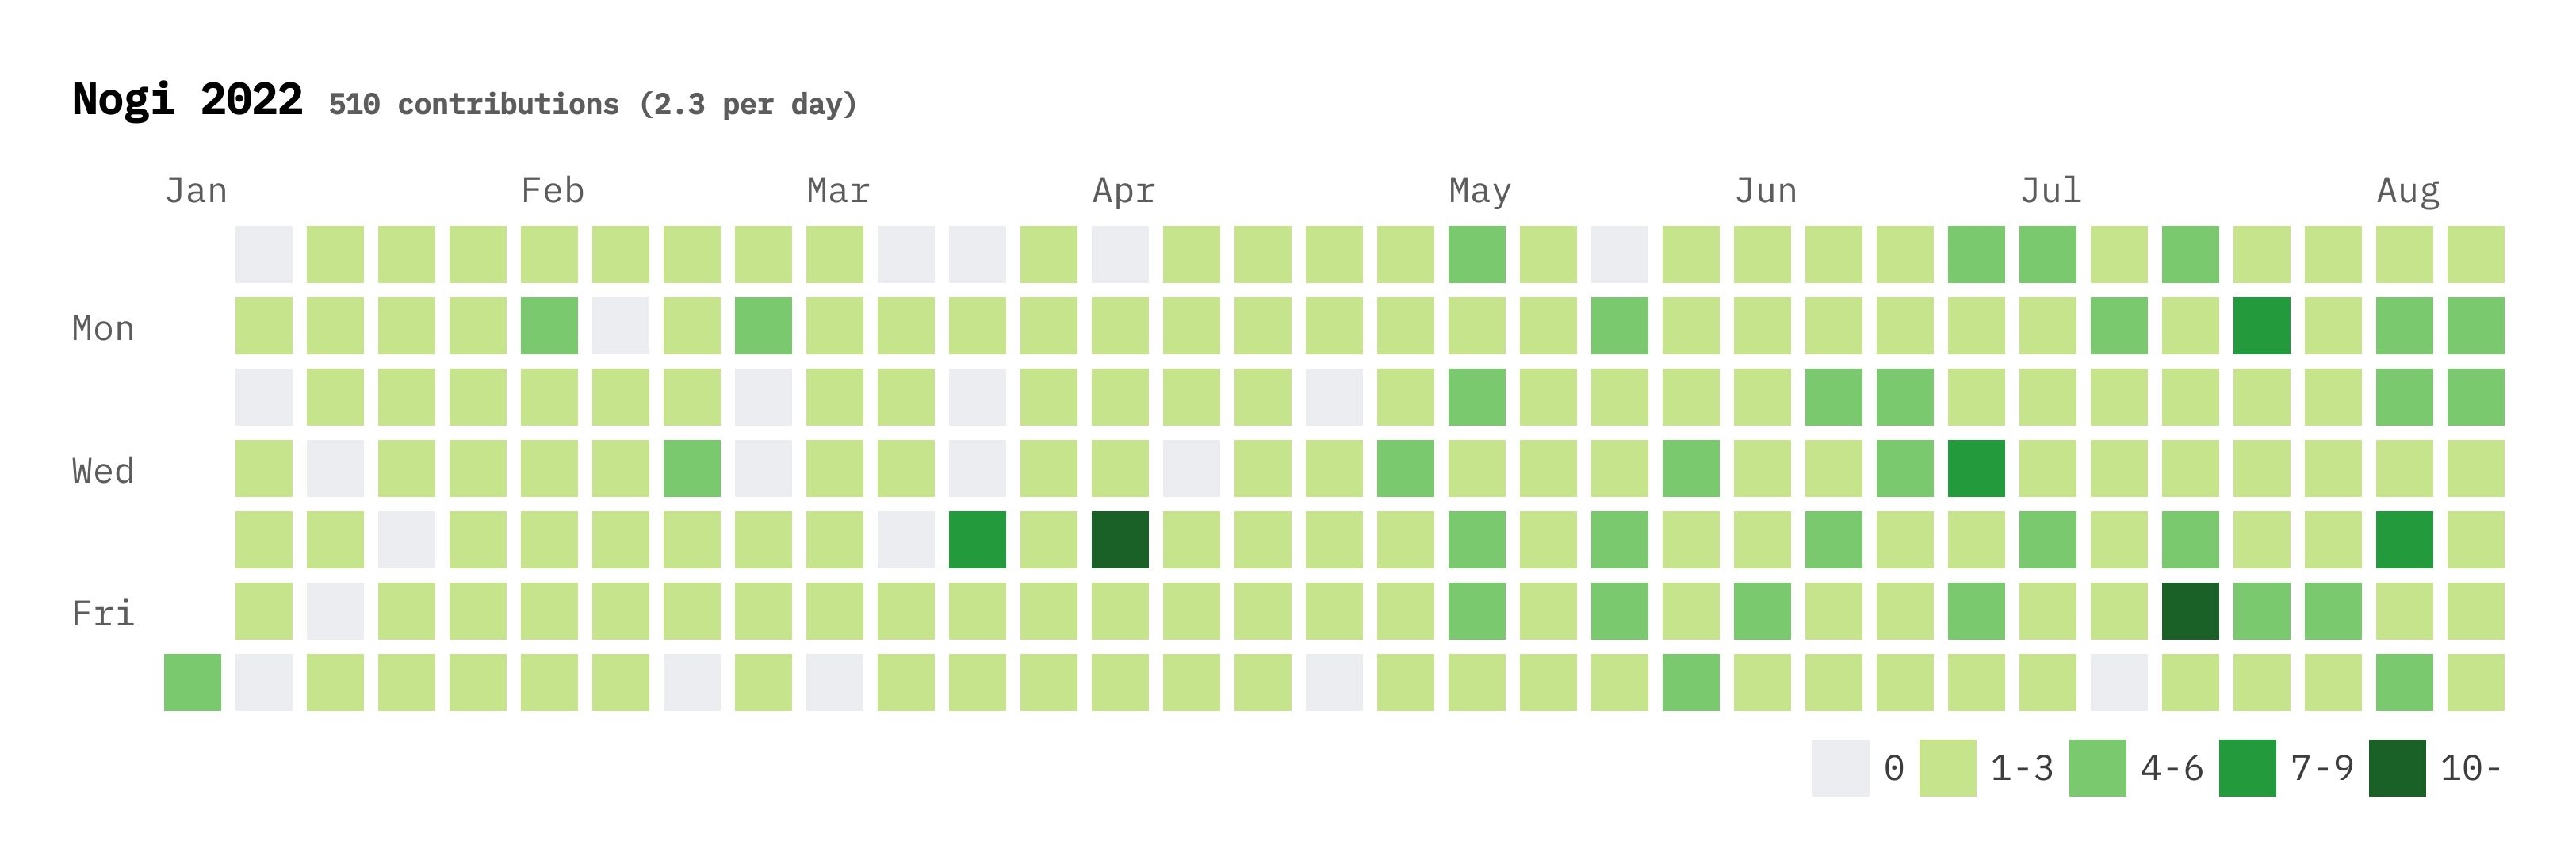 Nogi 2022 510 contributions (2.3 per day)
Jan Feb Mar Apr May Jun Jul Aug
Mon
Wed
Fri
0 1-3 4-6 7-9 10-